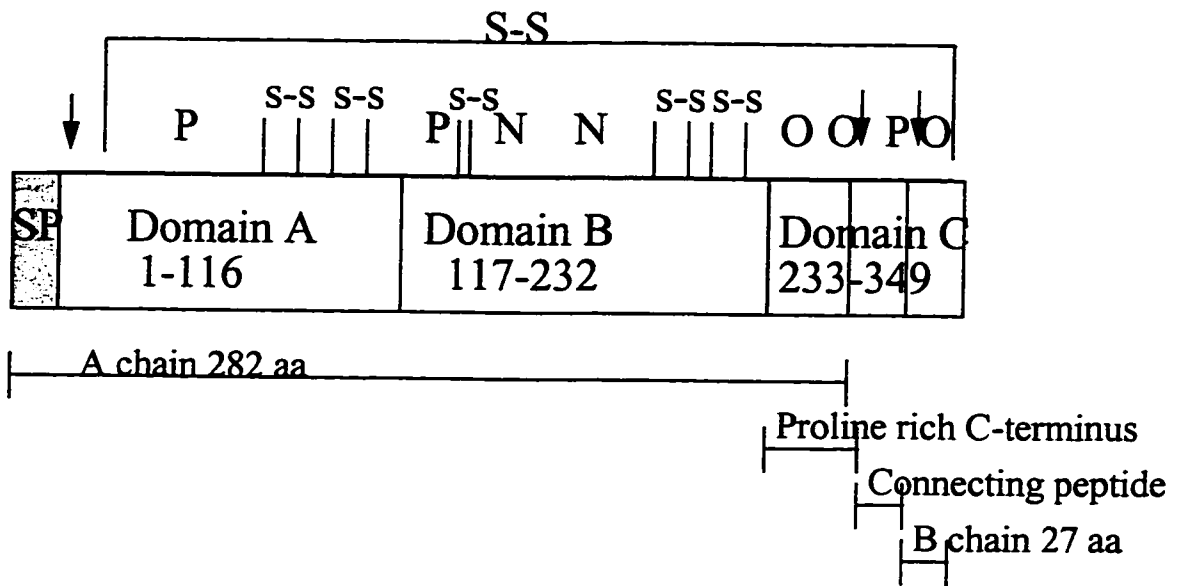 S-S
S-S S-S S-S S-S S-S
P P N N O O P O
SP Domain A Domain B Domain C
1-116 117-232 233-349
A chain 282 aa
Proline rich C-terminus
Connecting peptide
B chain 27 aa